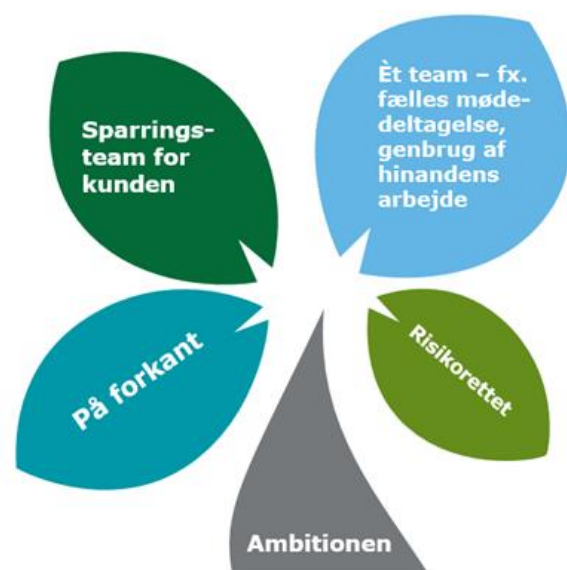 Sparrings-
team for
kunden
Èt team – fx.
fælles møde-
deltagelse,
genbrug af
hinandens
arbejde
På forkant
Risikorettet
Ambitionen